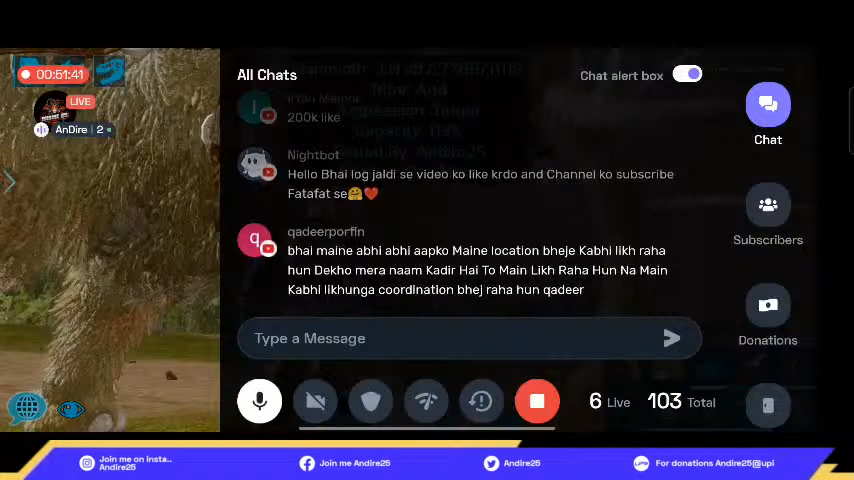 00:51:41
LIVE
AnDire | 2
All Chats
Chat alert box
Irfan Memon
200k like
Nightbot
Hello Bhai log jaldi se video ko like krdo and Channel ko subscribe
Fatafat se🤗❤️
qadeerporfin
bhai maine abhi abhi aapko Maine location bheje Kabhi likh raha
hun Dekho mera naam Kadir Hai To Main Likh Raha Hun Na Main
Kabhi likhunga coordination bhej raha hun qadeer
Type a Message
6 Live 103 Total
Chat
Subscribers
Donations
Join me on insta..
Andire25
Join me Andire25
Andire25
For donations Andire25@upi